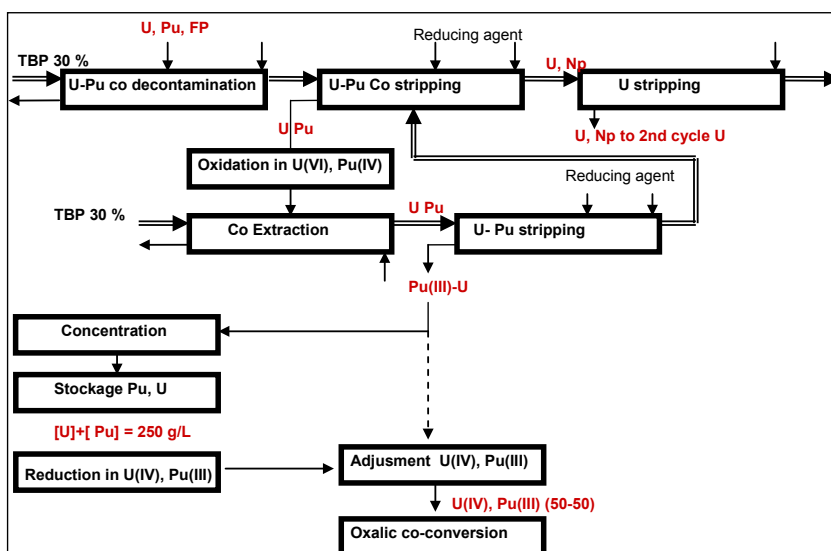 U, Pu, FP
Reducing agent
TBP 30 %
U, Np
U-Pu co decontamination
U-Pu Co stripping
U stripping
U Pu
U, Np to 2nd cycle U
Oxidation in U(VI), Pu(IV)
Reducing agent
TBP 30 %
U Pu
Co Extraction
U- Pu stripping
Pu(III)-U
Concentration
Stockage Pu, U
[U]+[ Pu] = 250 g/L
Reduction in U(IV), Pu(III)
Adjusment U(IV), Pu(III)
U(IV), Pu(III) (50-50)
Oxalic co-conversion